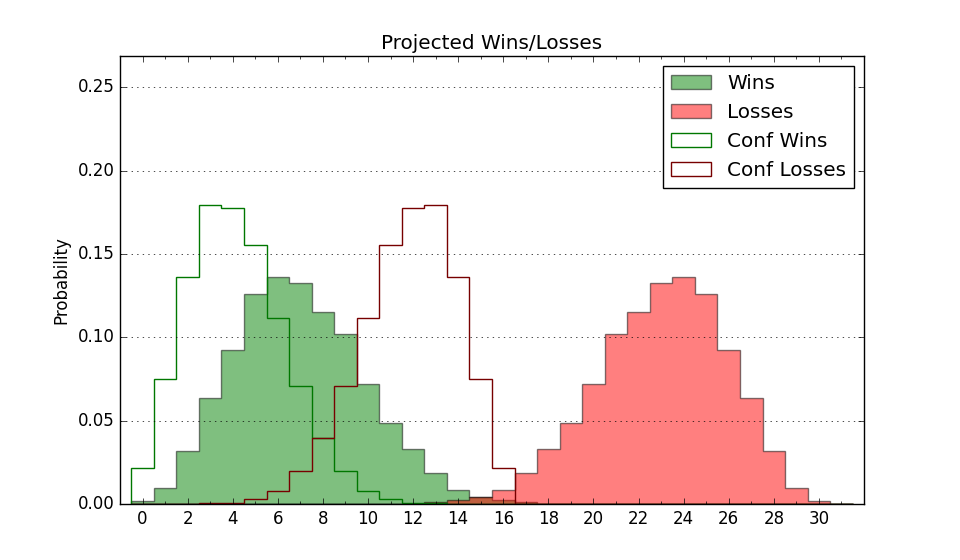 Projected Wins/Losses
0.25
0.20
0.15
0.10
0.05
0.00
Probability
Wins
Losses
Conf Wins
Conf Losses
0 2 4 6 8 10 12 14 16 18 20 22 24 26 28 30